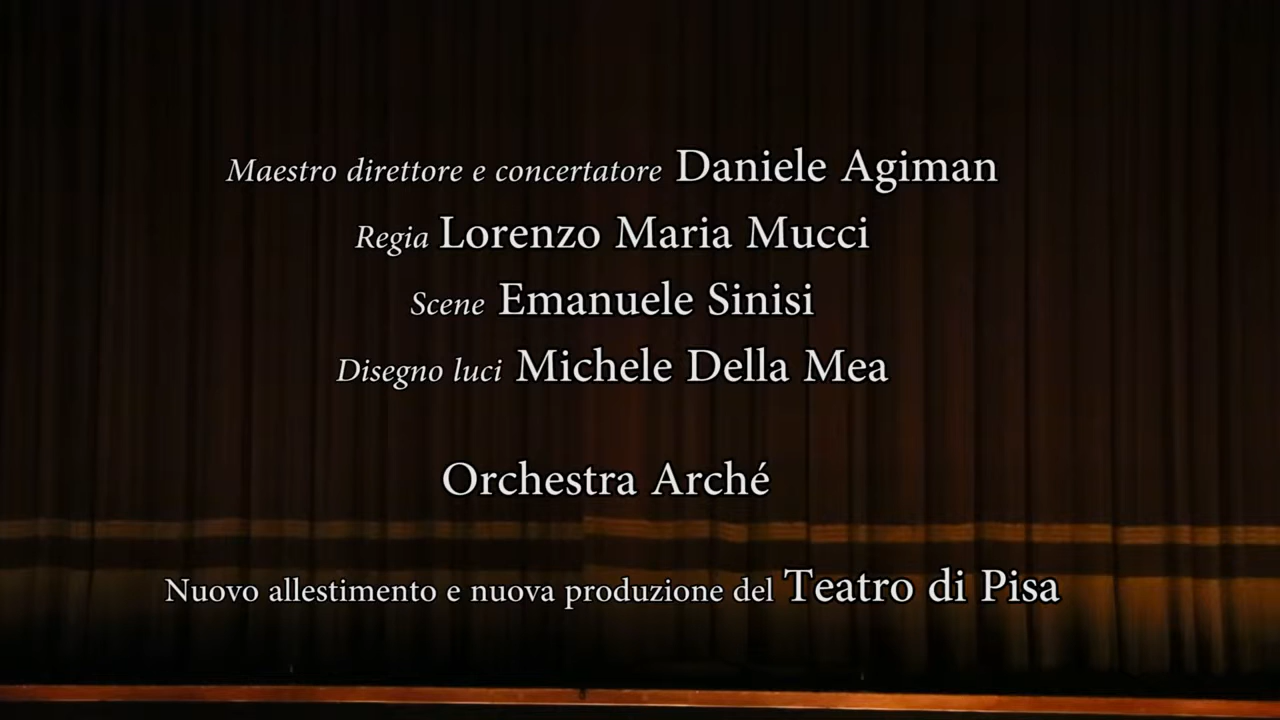 Maestro direttore e concertatore Daniele Agiman
Regia Lorenzo Maria Mucci
Scene Emanuele Sinisi
Disegno luci Michele Della Mea
Orchestra Arché
Nuovo allestimento e nuova produzione del Teatro di Pisa